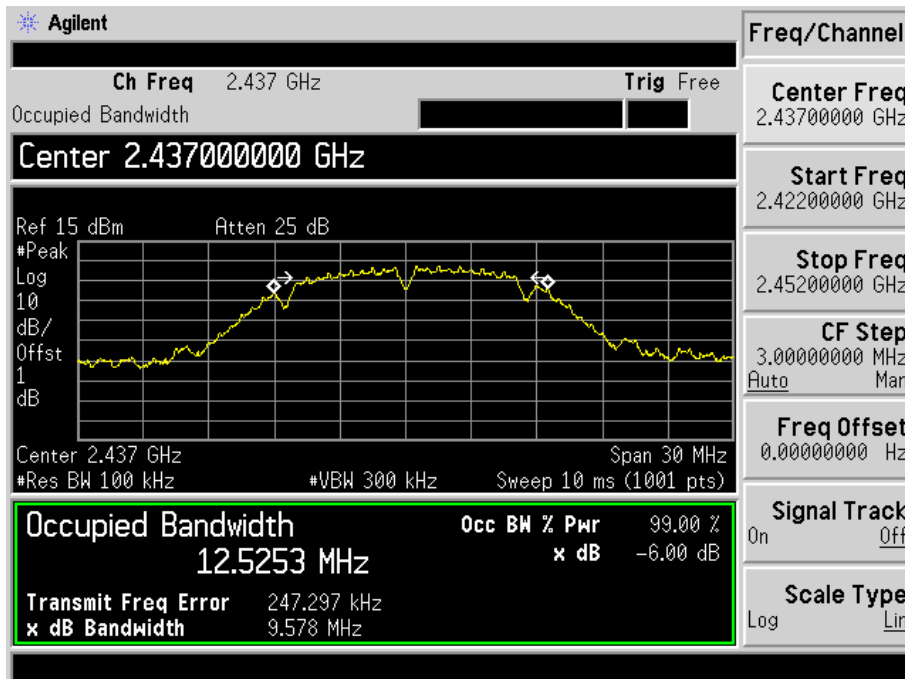 Agilent
Ch Freq 2.437 GHz Trig Free
Occupied Bandwidth
Center 2.437000000 GHz
Ref 15 dBm Atten 25 dB
#Peak
Log
10
dB/
Offst
1
dB
Center 2.437 GHz Span 30 MHz
#Res BW 100 kHz #VBW 300 kHz Sweep 10 ms (1001 pts)
Occupied Bandwidth Occ BW % Pwr 99.00 %
12.5253 MHz x dB -6.00 dB
Transmit Freq Error 247.297 kHz
x dB Bandwidth 9.578 MHz
Freq/Channel
Center Freq
2.43700000 GHz
Start Freq
2.42200000 GHz
Stop Freq
2.45200000 GHz
CF Step
3.00000000 MHz
Auto Man
Freq Offset
0.00000000 Hz
Signal Track
On Off
Scale Type
Log Lin